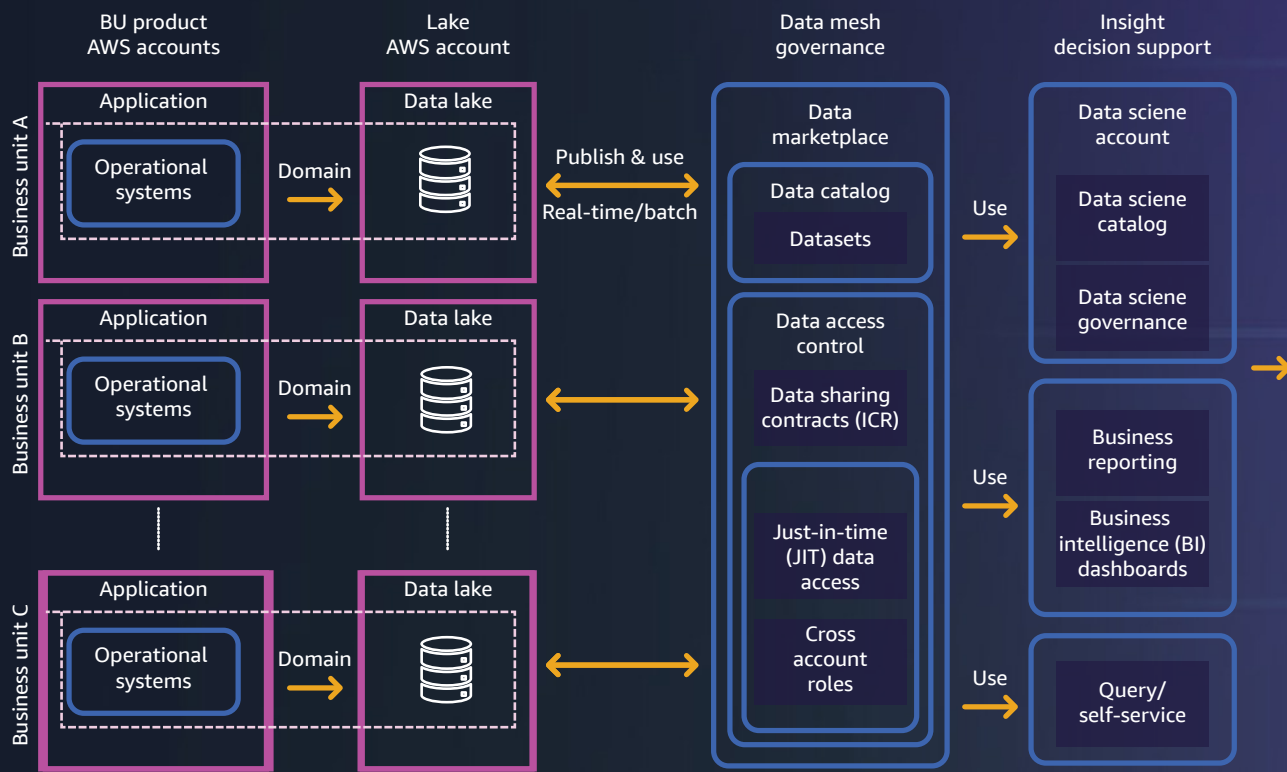 BU product
AWS accounts
Lake
AWS account
Data mesh
governance
Insight
decision support
Business unit A
Application
Operational
systems
Domain
Data lake
Publish & use
Real-time/batch
Business unit B
Application
Operational
systems
Domain
Data lake
Business unit C
Application
Operational
systems
Domain
Data lake
Data
marketplace
Data catalog
Datasets
Data access
control
Data sharing
contracts (ICR)
Just-in-time
(JIT) data
access
Cross
account
roles
Use
Use
Use
Data sciene
account
Data sciene
catalog
Data sciene
governance
Business
reporting
Business
intelligence (BI)
dashboards
Query/
self-service